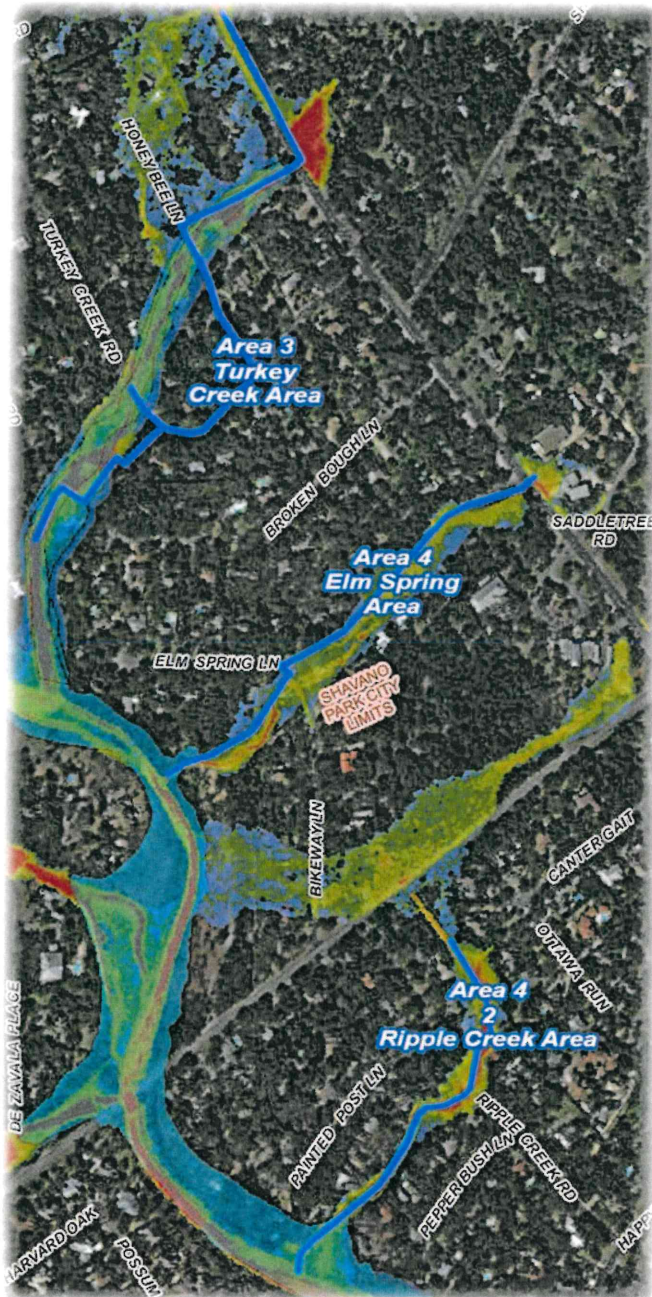 HONEY BEE LN
TURKEY CREEK RD
Area 3
Turkey
Creek Area
BROKEN BOUGH LN
SADDLETREE
RD
Area 4
Elm Spring
Area
ELM SPRING LN
SHAVANO
PARK CITY
LIMITS
BIKEWAY LN
CANTER GAIT
OTTAWA RUN
Area 4
2
Ripple Creek Area
DE ZAVALA PLACE
PAINTED POST LN
RIPPLE CREEK RD
PEPPER BUSH LN
HARVARD OAK
POSSUM